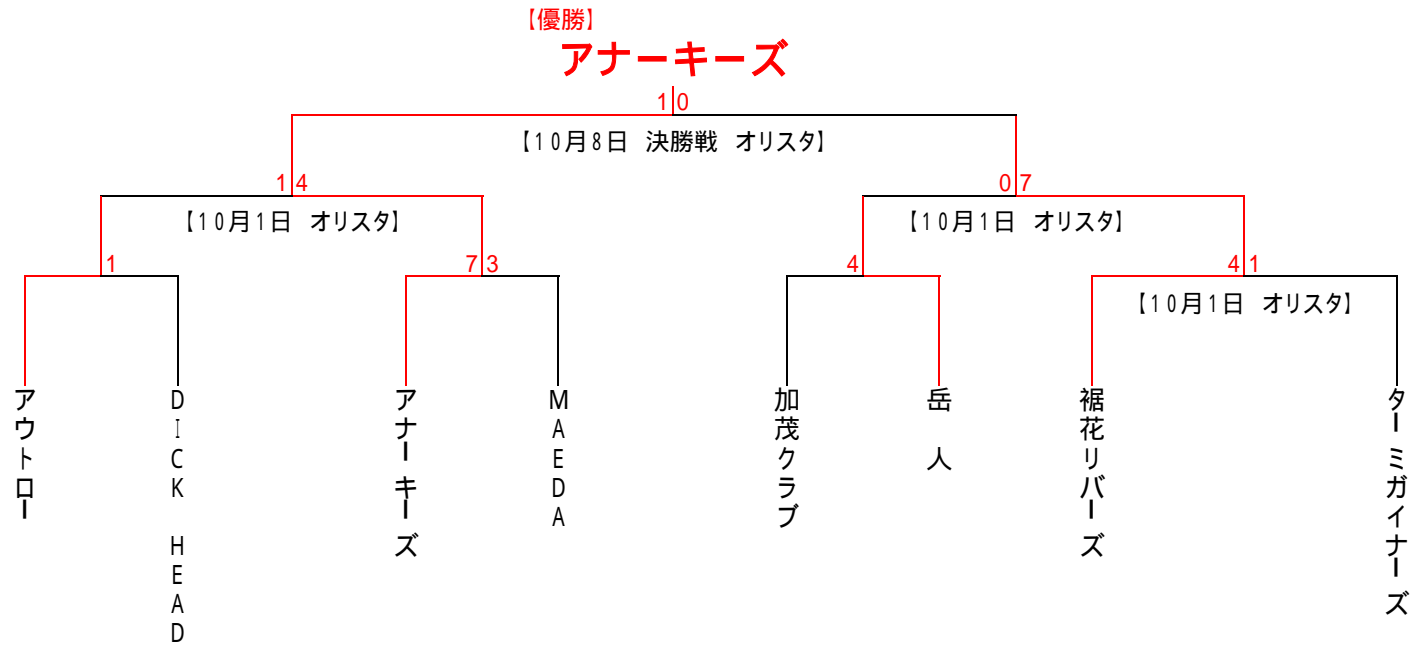 【優勝】
アナーキーズ
1 0
【10月8日 決勝戦 オリスタ】
1 4
0 7
【10月1日 オリスタ】
【10月1日 オリスタ】
1
7 3
4
4 1
【10月1日 オリスタ】
アウトロー
DICK HEAD
アナーキーズ
MAEDA
加茂クラブ
岳 人
裾花リバーズ
ターミガイナーズ